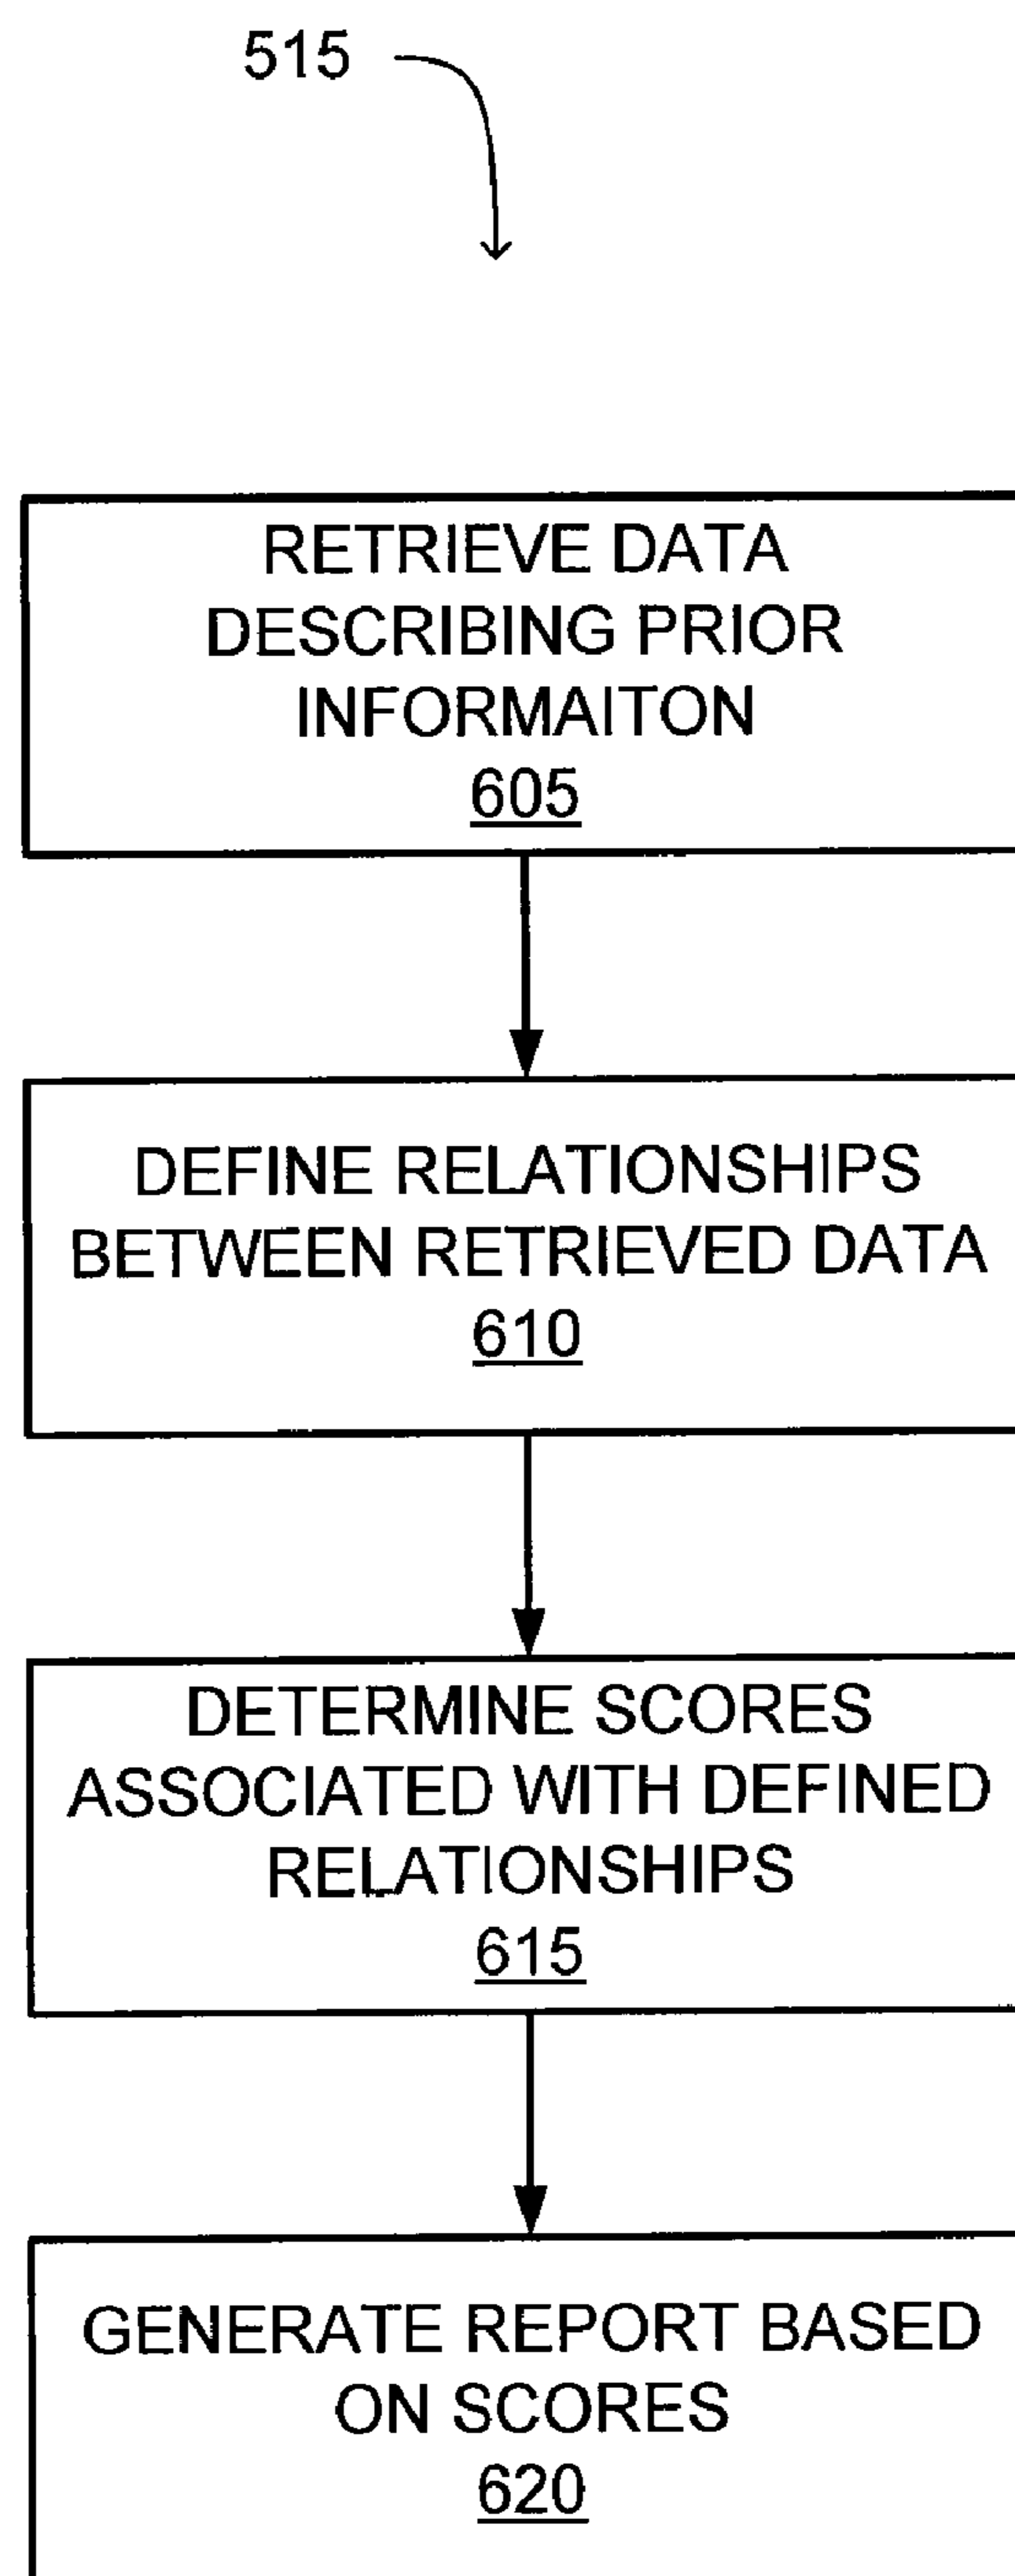 515
RETRIEVE DATA
DESCRIBING PRIOR
INFORMAITON
605
DEFINE RELATIONSHIPS
BETWEEN RETRIEVED DATA
610
DETERMINE SCORES
ASSOCIATED WITH DEFINED
RELATIONSHIPS
615
GENERATE REPORT BASED
ON SCORES
620